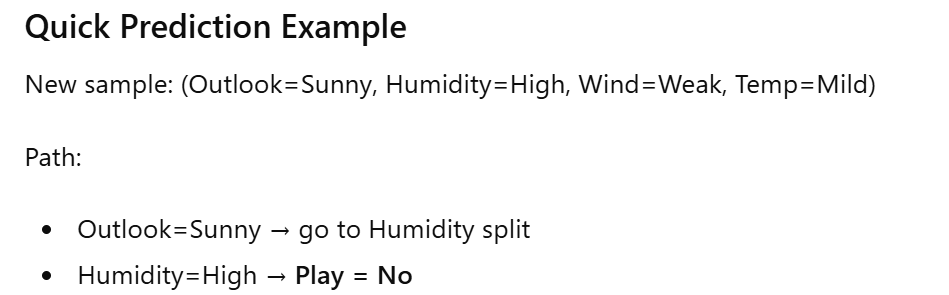 Quick Prediction Example
New sample: (Outlook=Sunny, Humidity=High, Wind=Weak, Temp=Mild)
Path:
• Outlook=Sunny → go to Humidity split
• Humidity=High → Play = No